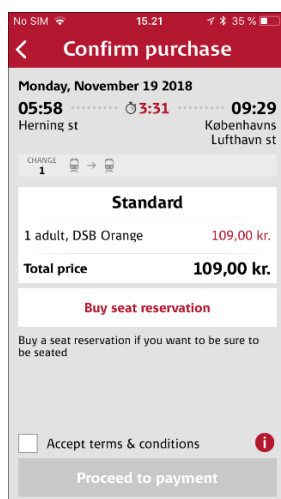 No SIM 15.21 35 %
Confirm purchase
Monday, November 19 2018
05:58 3:31 09:29
Herning st Københavns
Lufthavn st
CHANGE
1
Standard
1 adult, DSB Orange 109,00 kr.
Total price 109,00 kr.
Buy seat reservation
Buy a seat reservation if you want to be sure to
be seated
Accept terms & conditions i
Proceed to payment